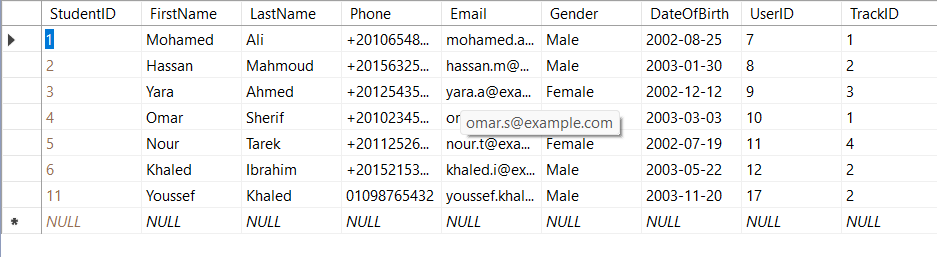 StudentID FirstName LastName Phone Email Gender DateOfBirth UserID TrackID
1 Mohamed Ali +20106548... mohamed.a... Male 2002-08-25 7 1
2 Hassan Mahmoud +20156325... hassan.m@... Male 2003-01-30 8 2
3 Yara Ahmed +20125435... yara.a@exa... Female 2002-12-12 9 3
4 Omar Sherif +20102345... omar.s@example.com 2003-03-03 10 1
5 Nour Tarek +20112526... nour.t@exa... Female 2002-07-19 11 4
6 Khaled Ibrahim +20152153... khaled.i@ex... Male 2003-05-22 12 2
11 Youssef Khaled 01098765432 youssef.khal... Male 2003-11-20 17 2
* NULL NULL NULL NULL NULL NULL NULL NULL NULL